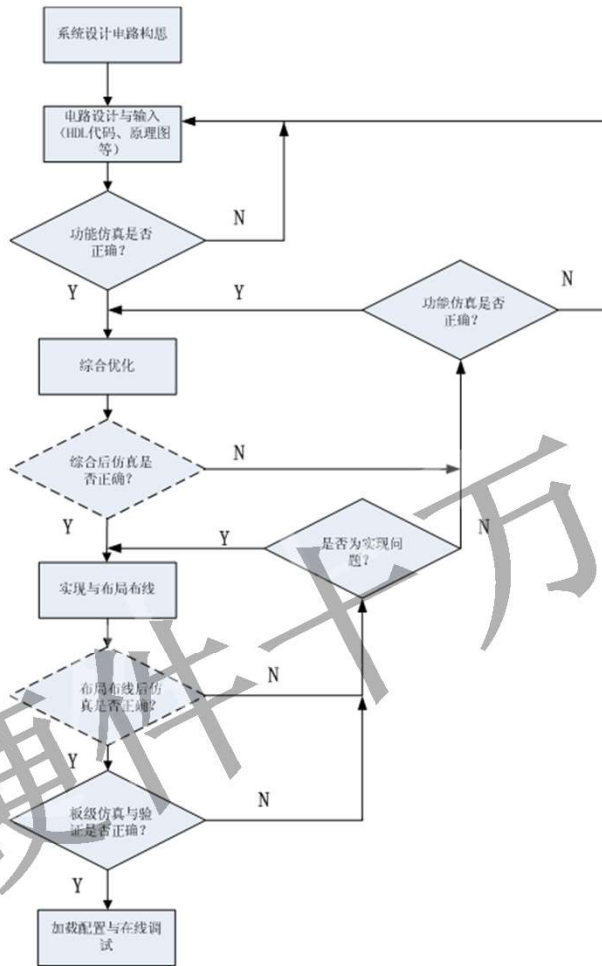 系统设计电路构思
电路设计与输入
(HDL代码、原理图
等)
功能仿真是否
正确?
N
Y
Y
功能仿真是否
正确?
N
综合优化
综合后仿真是
否正确?
N
Y
Y
是否为实现问
题?
N
实现与布局布线
布局布线后仿
真是否正确?
N
Y
板级仿真与验
证是否正确?
N
Y
加载配置与在线调
试
硬件十万